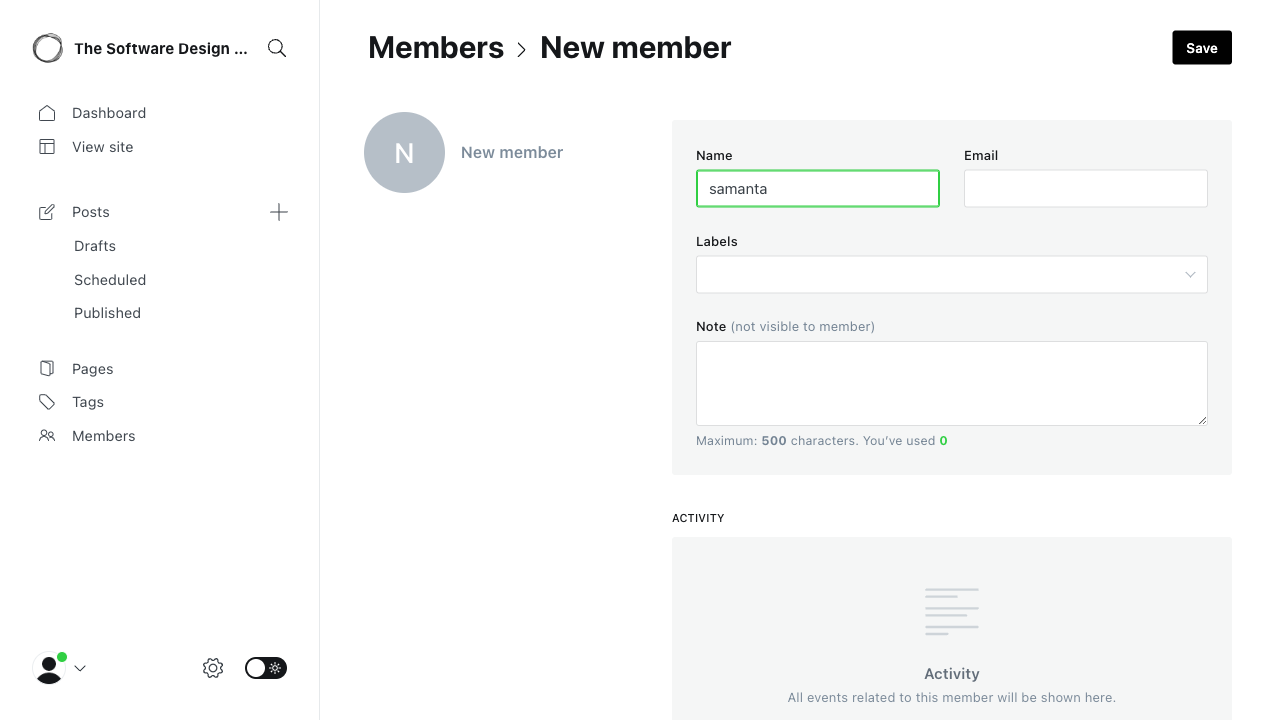 The Software Design ...
Dashboard
View site
Posts
Drafts
Scheduled
Published
Pages
Tags
Members
Members > New member
Save
N
New member
Name
Email
samanta
Labels
Note (not visible to member)
Maximum: 500 characters. You've used 0
ACTIVITY
Activity
All events related to this member will be shown here.